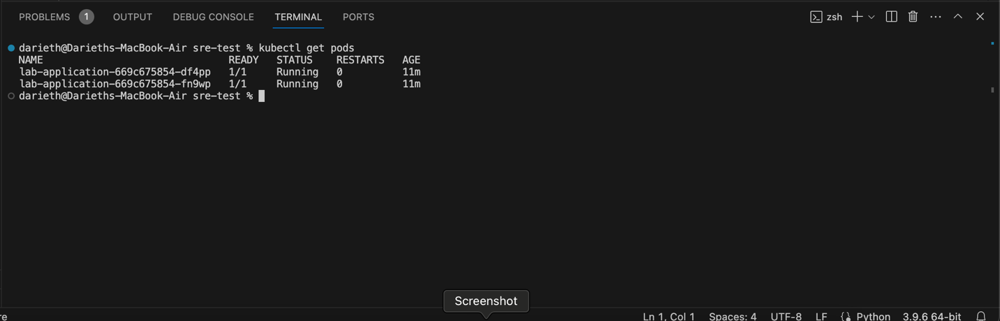 PROBLEMS 1 OUTPUT DEBUG CONSOLE TERMINAL PORTS zsh
darieth@Darieths-MacBook-Air sre-test % kubectl get pods
NAME READY STATUS RESTARTS AGE
lab-application-669c675854-df4pp 1/1 Running 0 11m
lab-application-669c675854-fn9wp 1/1 Running 0 11m
darieth@Darieths-MacBook-Air sre-test %
Screenshot
re Ln 1, Col 1 Spaces: 4 UTF-8 LF Python 3.9.6 64-bit